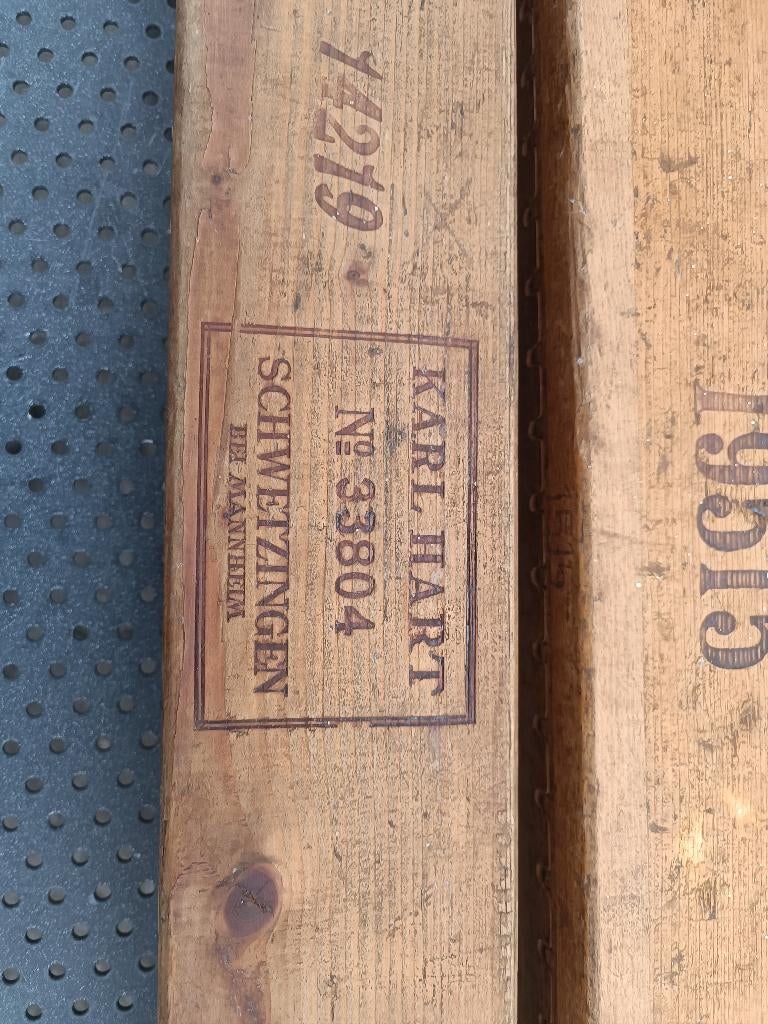 14219
KARL HART
Nº 33804
SCHWETZINGEN
BEI MANNHEIM
19515